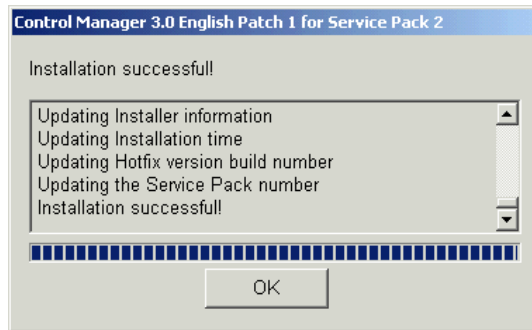 Control Manager 3.0 English Patch 1 for Service Pack 2
Installation successful!
Updating Installer information
Updating Installation time
Updating Hotfix version build number
Updating the Service Pack number
Installation successful!
OK